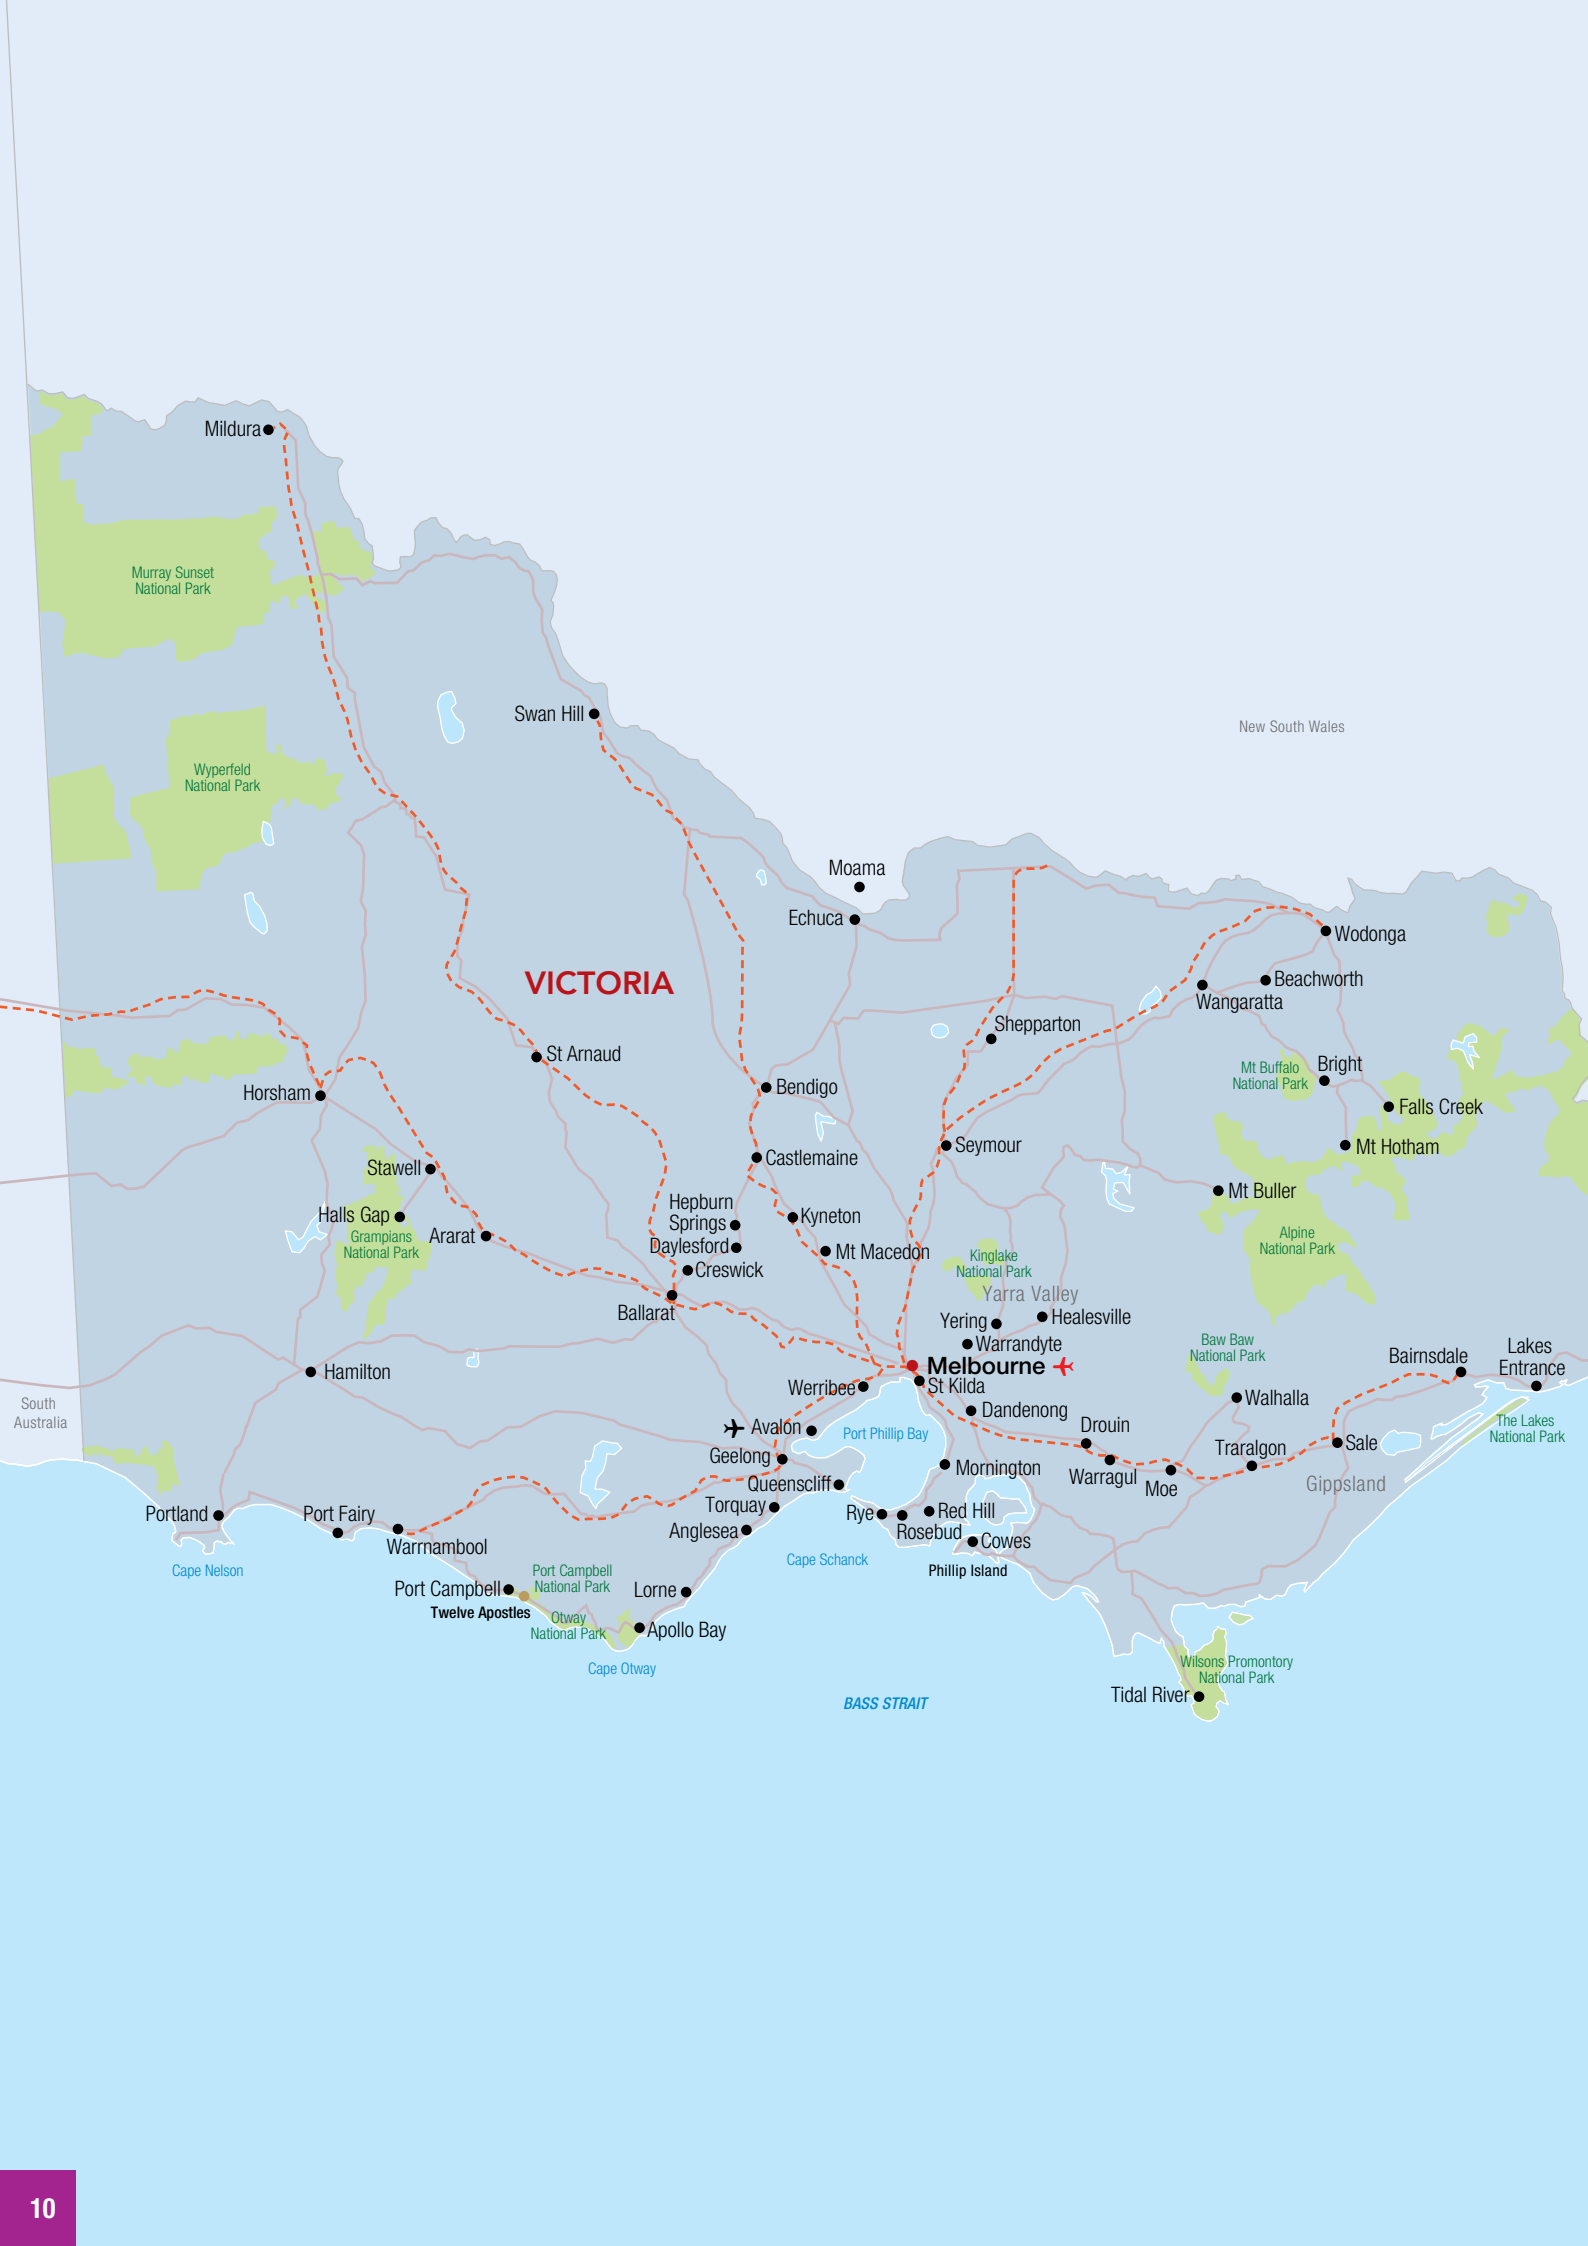 Mildura
Murray Sunset
National Park
Swan Hill
New South Wales
Wyperfeld
National Park
Moama
Echuca
Wodonga
VICTORIA
Beachworth
Wangaratta
Shepparton
St Arnaud
Mt Buffalo
National Park
Bright
Bendigo
Horsham
Falls Creek
Seymour
Mt Hotham
Castlemaine
Stawell
Mt Buller
Hepburn
Springs
Halls Gap
Kyneton
Grampians
National Park
Ararat
Alpine
National Park
Daylesford
Mt Macedon
Kinglake
National Park
Creswick
Yarra Valley
Ballarat
Yering
Healesville
Warrandyte
Baw Baw
National Park
Lakes
Entrance
Bairnsdale
Melbourne
Hamilton
Werribee
St Kilda
Walhalla
South
Australia
Dandenong
The Lakes
National Park
Avalon
Port Phillip Bay
Drouin
Sale
Traralgon
Geelong
Mornington
Warragul
Moe
Gippsland
Queenscliff
Torquay
Portland
Port Fairy
Rye
Red Hill
Rosebud
Anglesea
Cowes
Warrnambool
Cape Schanck
Phillip Island
Cape Nelson
Port Campbell
National Park
Port Campbell
Lorne
Twelve Apostles
Otway
National Park
Apollo Bay
Cape Otway
Wilsons Promontory
National Park
Tidal River
BASS STRAIT
10